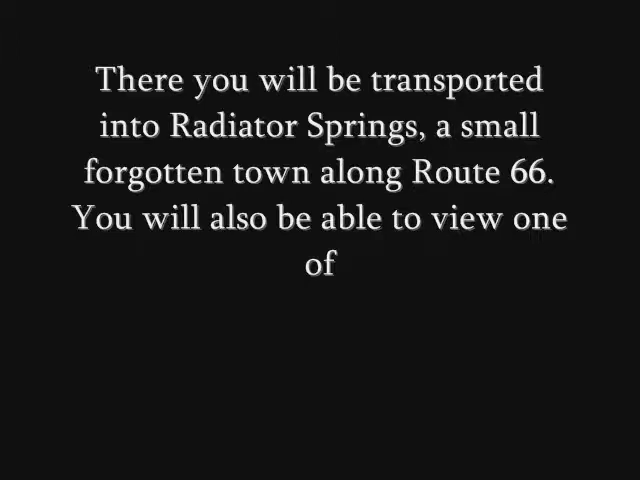 There you will be transported
into Radiator Springs, a small
forgotten town along Route 66.
You will also be able to view one
of